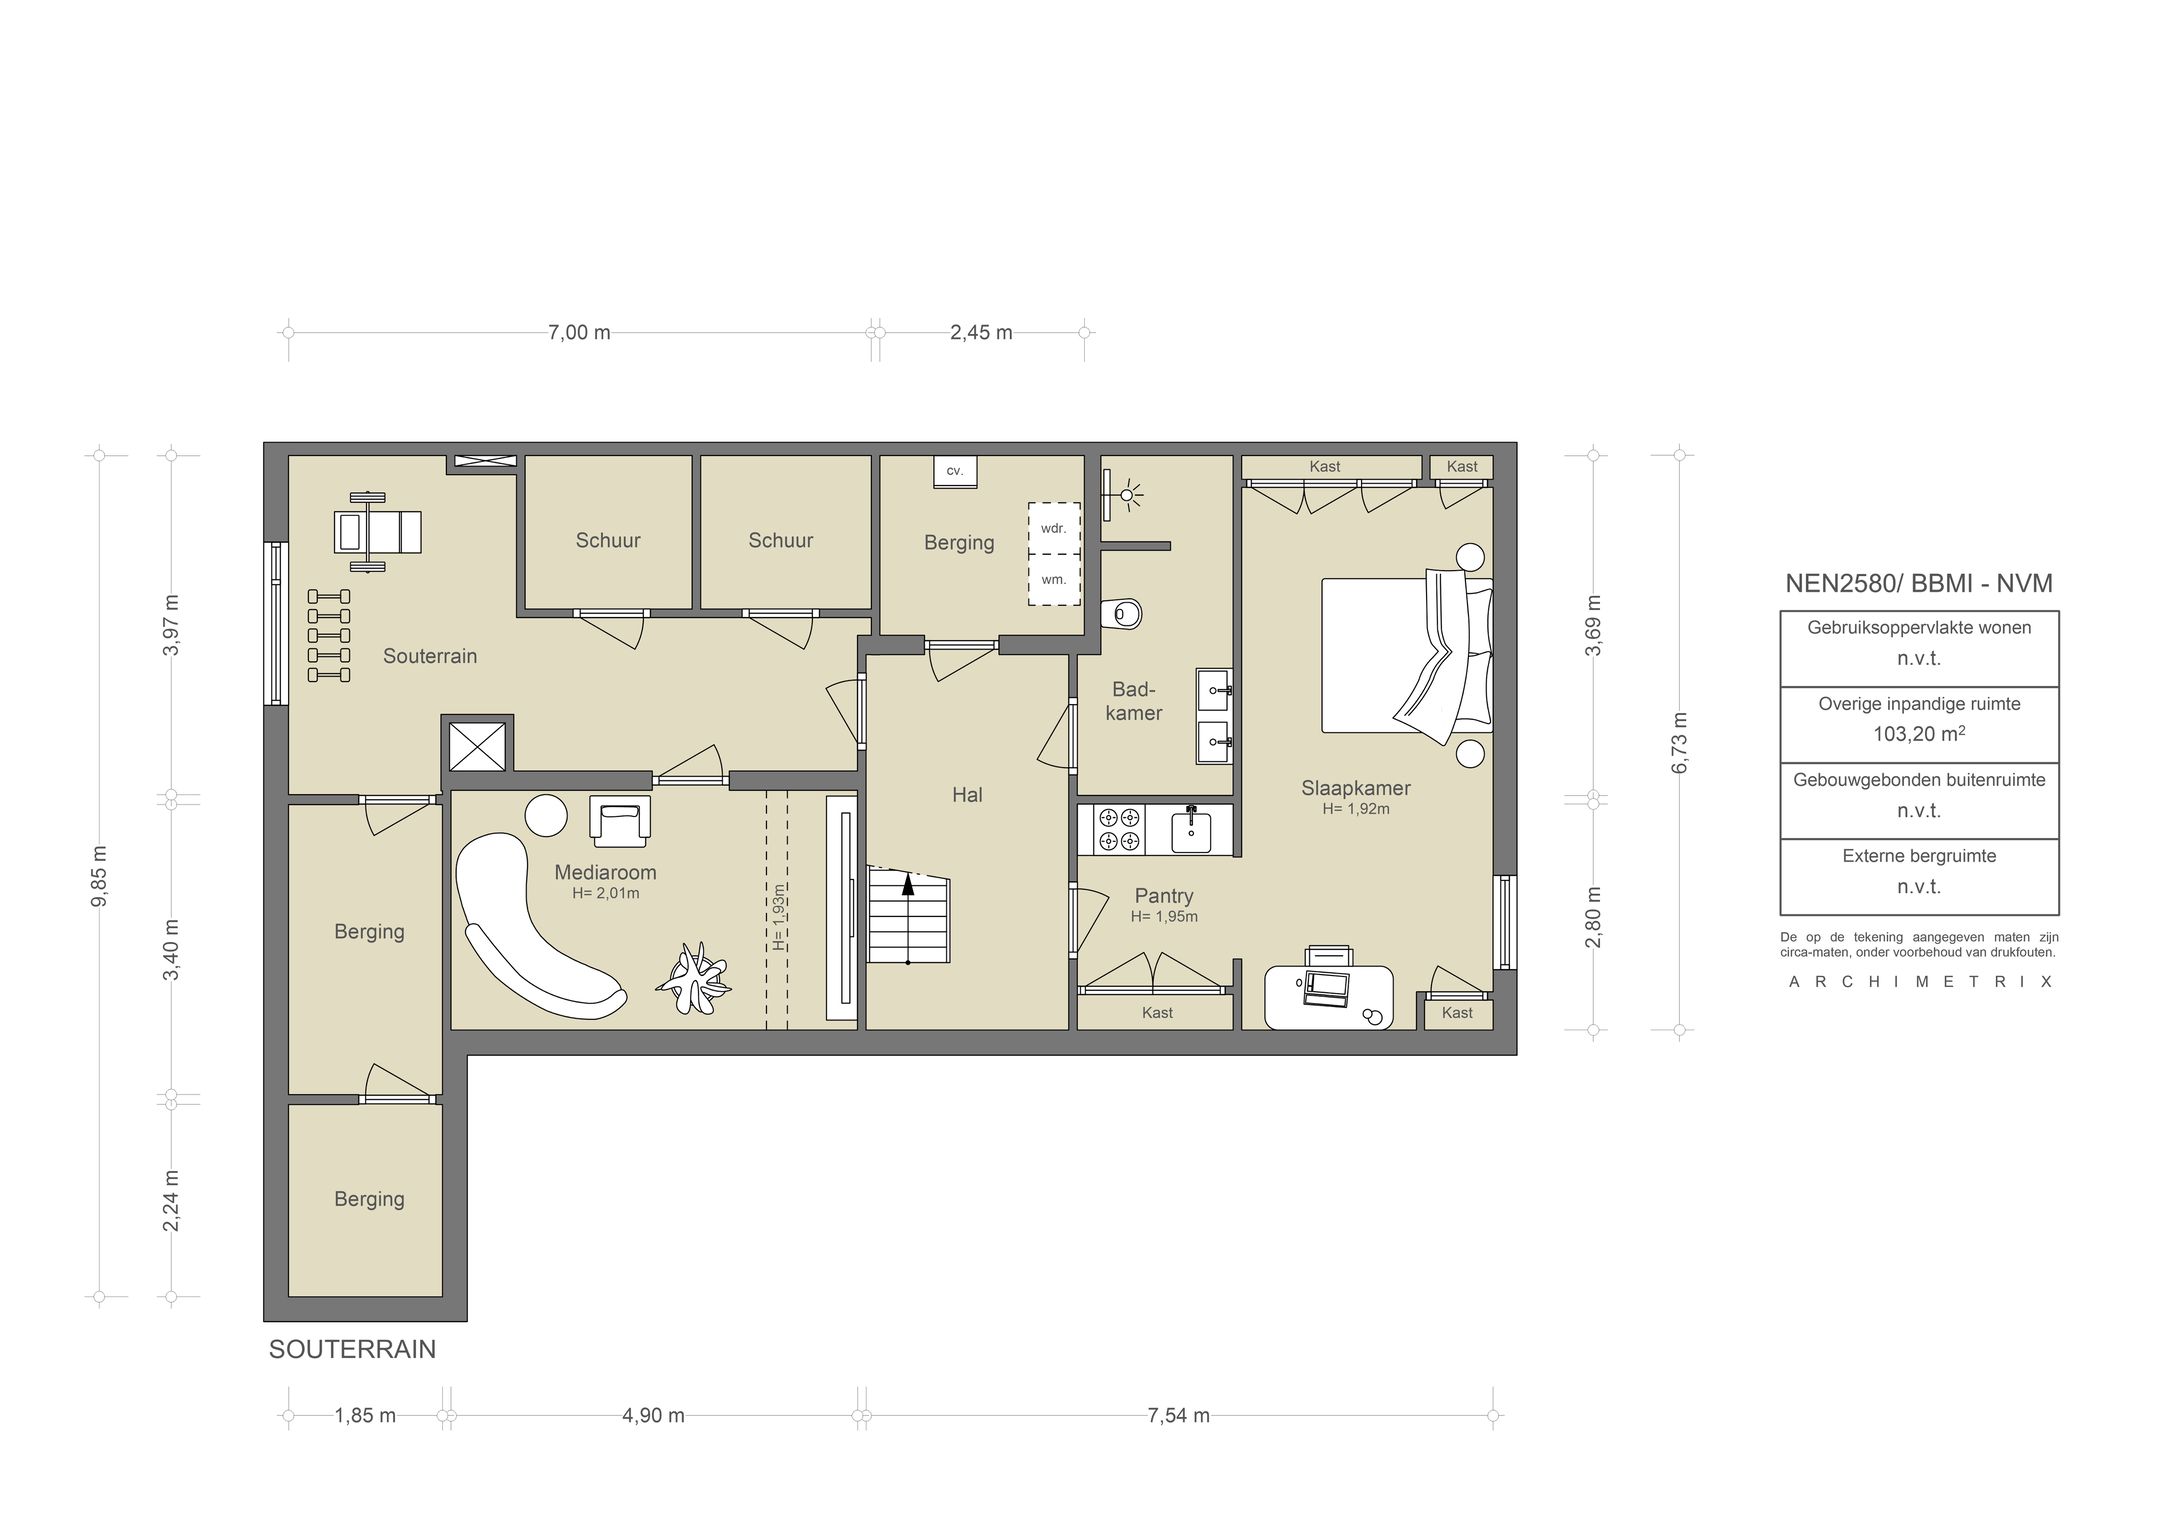 7,00 m
2,45 m
9,85 m
3,97 m
3,40 m
2,24 m
Schuur
Schuur
cv.
Berging
wdr.
wm.
Kast
Kast
Souterrain
Bad-
kamer
Slaapkamer
H= 1,92m
Hal
Mediaroom
H= 2,01m
H= 1,93m
Pantry
H= 1,95m
Berging
Kast
Kast
Berging
3,69 m
2,80 m
6,73 m
NEN2580/ BBMI - NVM
Gebruiksoppervlakte wonen
n.v.t.
Overige inpandige ruimte
103,20 m²
Gebouwgebonden buitenruimte
n.v.t.
Externe bergruimte
n.v.t.
De op de tekening aangegeven maten zijn
circa-maten, onder voorbehoud van drukfouten.
ARCHIMETRIX
SOUTERRAIN
1,85 m
4,90 m
7,54 m